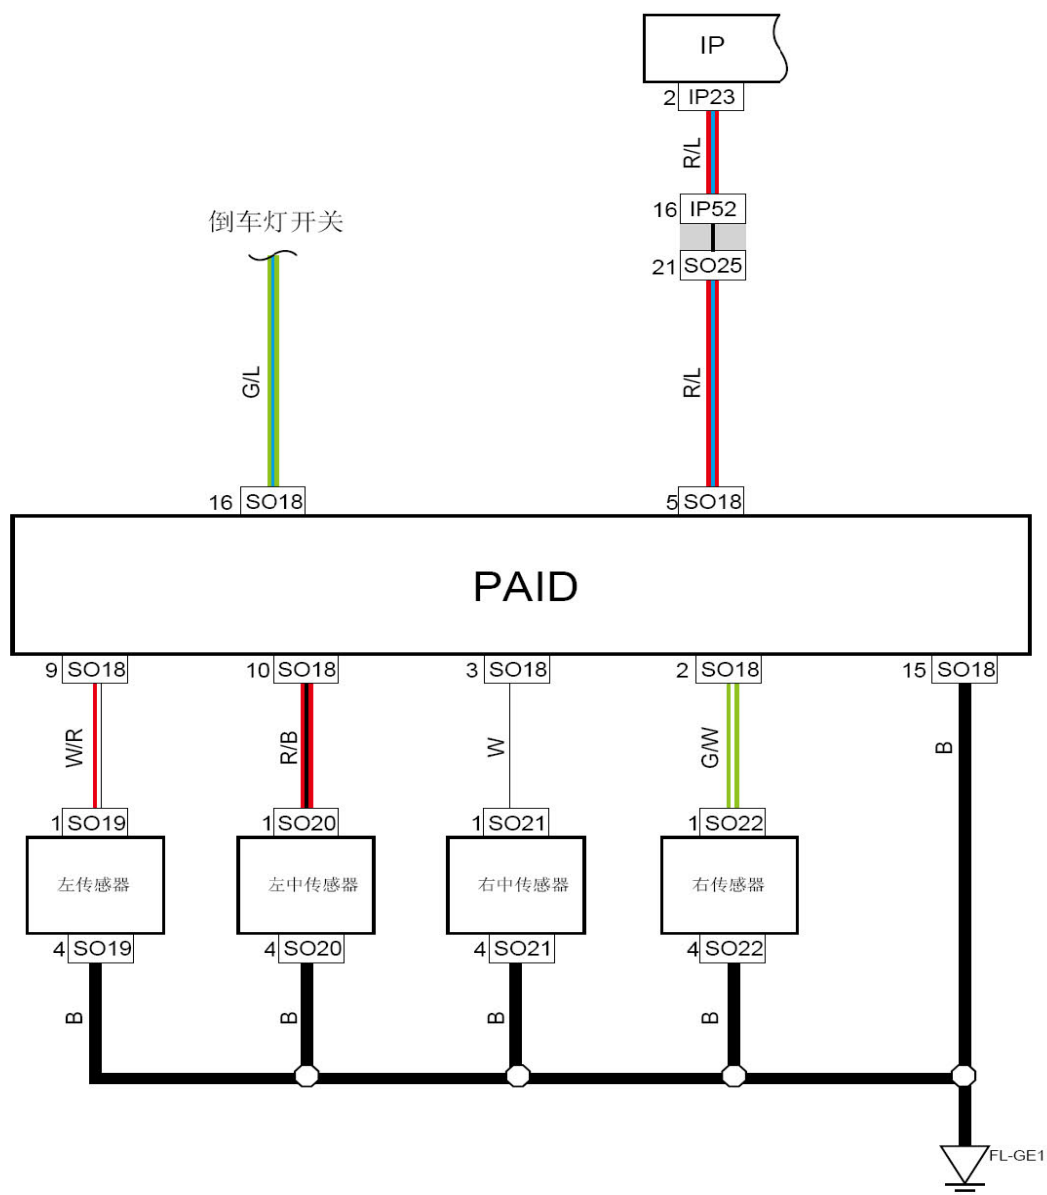 IP
2 IP23
R/L
16 IP52
倒车灯开关
21 SO25
G/L
R/L
16 SO18
5 SO18
PAID
9 SO18
10 SO18
3 SO18
2 SO18
15 SO18
W/R
R/B
W
G/W
B
1 SO19
1 SO20
1 SO21
1 SO22
左传感器
左中传感器
右中传感器
右传感器
4 SO19
4 SO20
4 SO21
4 SO22
B
B
B
B
FL-GE1